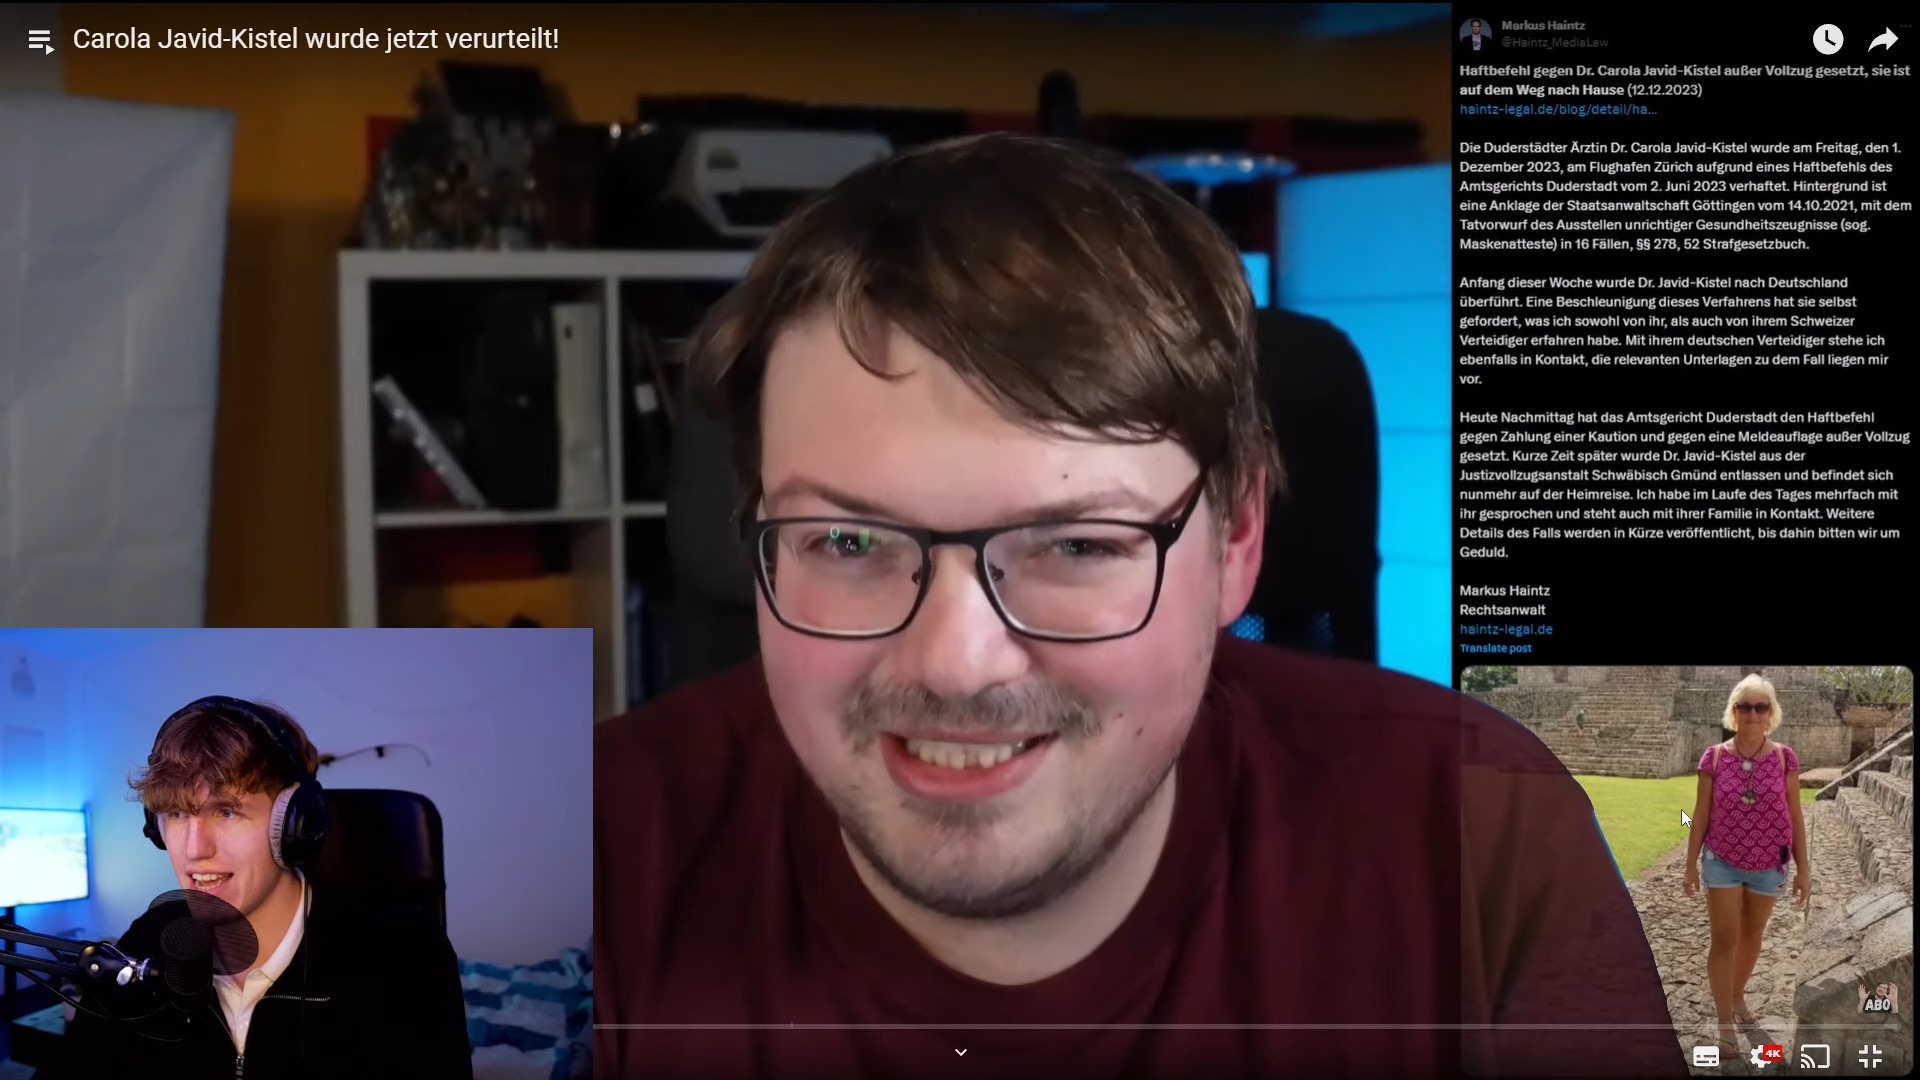 Carola Javid-Kistel wurde jetzt verurteilt!
Markus Haintz
@Haintz_MediaLaw
Haftbefehl gegen Dr. Carola Javid-Kistel außer Vollzug gesetzt, sie ist
auf dem Weg nach Hause (12.12.2023)
haintz-legal.de/blog/detail/ha...
Die Duderstädter Ärztin Dr. Carola Javid-Kistel wurde am Freitag, den 1.
Dezember 2023, am Flughafen Zürich aufgrund eines Haftbefehls des
Amtsgerichts Duderstadt vom 2. Juni 2023 verhaftet. Hintergrund ist
eine Anklage der Staatsanwaltschaft Göttingen vom 14.10.2021, mit dem
Tatvorwurf des Ausstellen unrichtiger Gesundheitszeugnisse (sog.
Maskenatteste) in 16 Fällen, §§ 278, 52 Strafgesetzbuch.
Anfang dieser Woche wurde Dr. Javid-Kistel nach Deutschland
überführt. Eine Beschleunigung dieses Verfahrens hat sie selbst
gefordert, was ich sowohl von ihr, als auch von ihrem Schweizer
Verteidiger erfahren habe. Mit ihrem deutschen Verteidiger stehe ich
ebenfalls in Kontakt, die relevanten Unterlagen zu dem Fall liegen mir
vor.
Heute Nachmittag hat das Amtsgericht Duderstadt den Haftbefehl
gegen Zahlung einer Kaution und gegen eine Meldeauflage außer Vollzug
gesetzt. Kurze Zeit später wurde Dr. Javid-Kistel aus der
Justizvollzugsanstalt Schwäbisch Gmünd entlassen und befindet sich
nunmehr auf der Heimreise. Ich habe im Laufe des Tages mehrfach mit
ihr gesprochen und steht auch mit ihrer Familie in Kontakt. Weitere
Details des Falls werden in Kürze veröffentlicht, bis dahin bitten wir um
Geduld.
Markus Haintz
Rechtsanwalt
haintz-legal.de
Translate post
ABO
4K